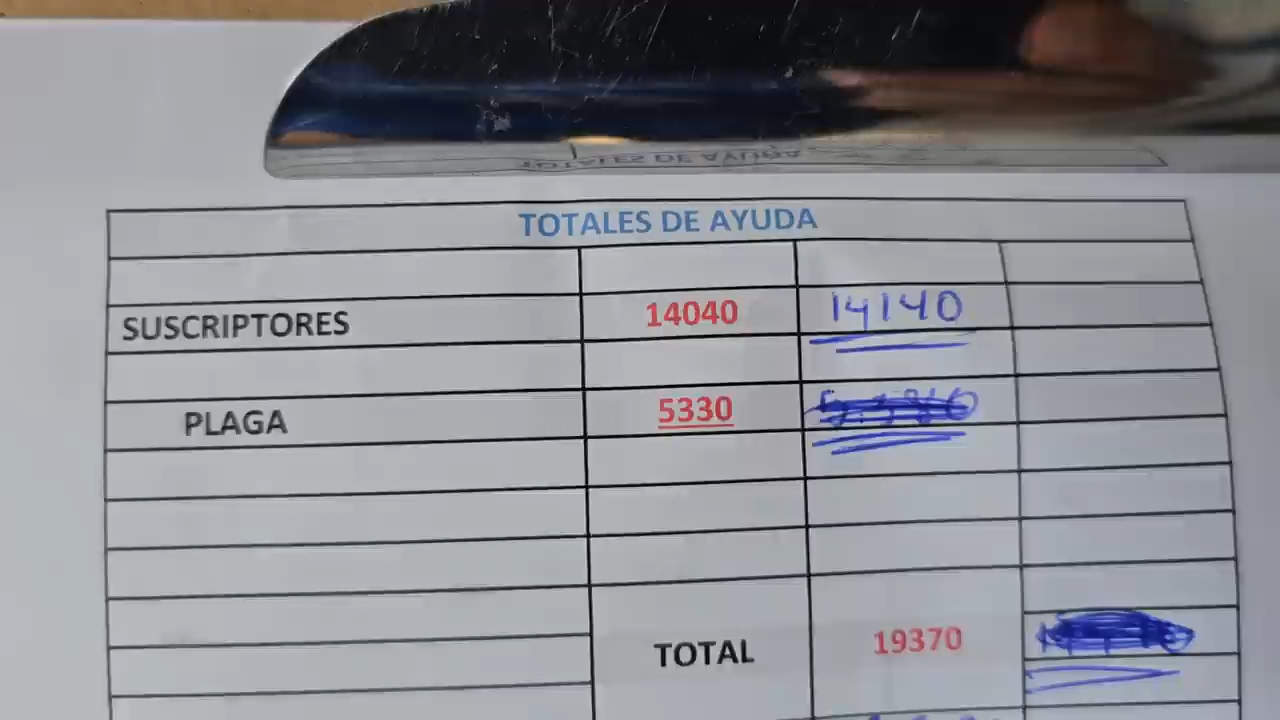 TOTALES DE AYUDA
SUSCRIPTORES 14040 14140
PLAGA 5330
TOTAL 19370